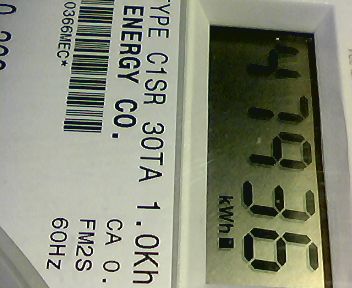 47936
kWh
TYPE C1SR 30TA 1.0Kh
CA 0.
ENERGY CO.
FM2S
60HZ
0366MEC*